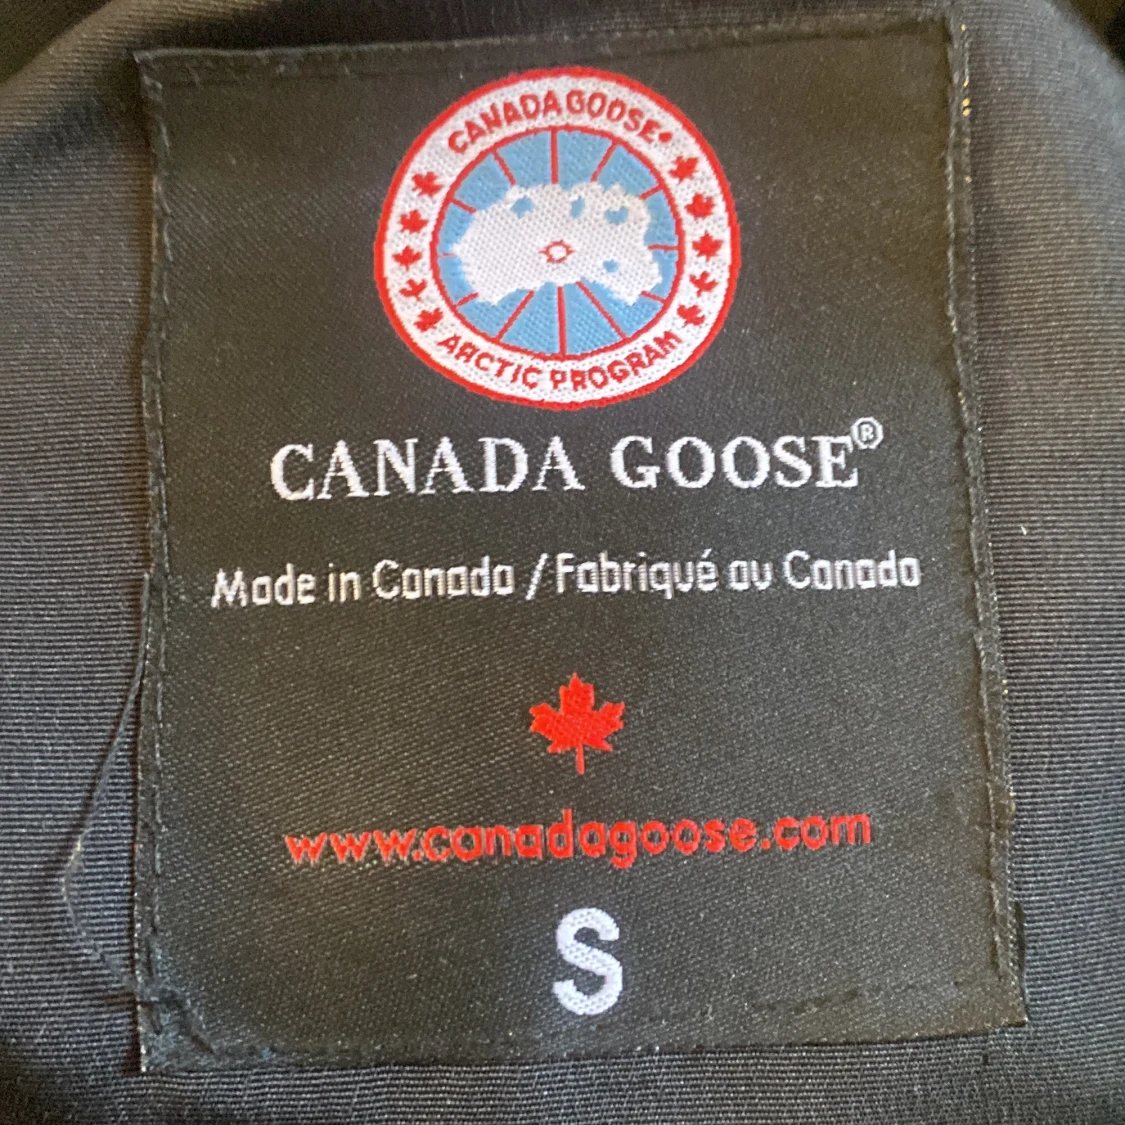 CANADA GOOSE
ARCTIC PROGRAM
CANADA GOOSE®
Made in Canada / Fabriqué au Canada
www.canadagoose.com
S